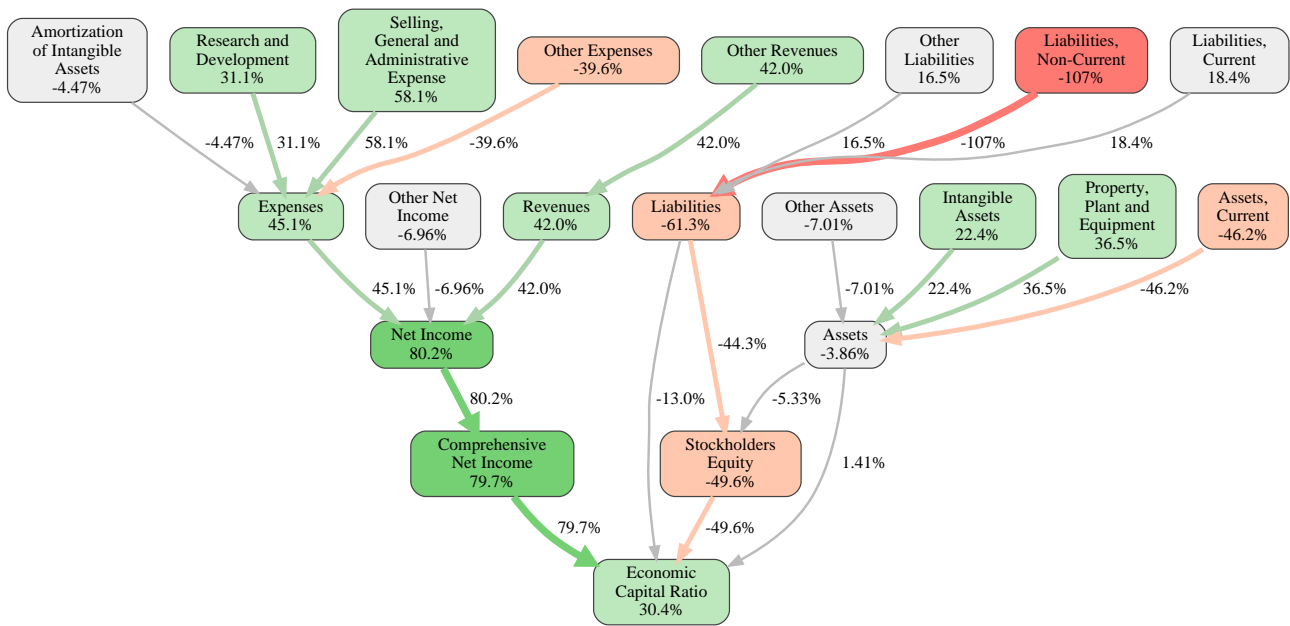 Amortization
of Intangible
Assets
-4.47%
Research and
Development
31.1%
Selling,
General and
Administrative
Expense
58.1%
Other Expenses
-39.6%
Other Revenues
42.0%
Other
Liabilities
16.5%
Liabilities,
Non-Current
-107%
Liabilities,
Current
18.4%
-4.47%
31.1%
58.1%
-39.6%
42.0%
16.5%
-107%
18.4%
Expenses
45.1%
Other Net
Income
-6.96%
Revenues
42.0%
Liabilities
-61.3%
Other Assets
-7.01%
Intangible
Assets
22.4%
Property,
Plant and
Equipment
36.5%
Assets,
Current
-46.2%
45.1%
-6.96%
42.0%
-7.01%
22.4%
36.5%
-46.2%
Net Income
80.2%
-44.3%
Assets
-3.86%
80.2%
-13.0%
-5.33%
Comprehensive
Net Income
79.7%
Stockholders
Equity
-49.6%
1.41%
79.7%
-49.6%
Economic
Capital Ratio
30.4%